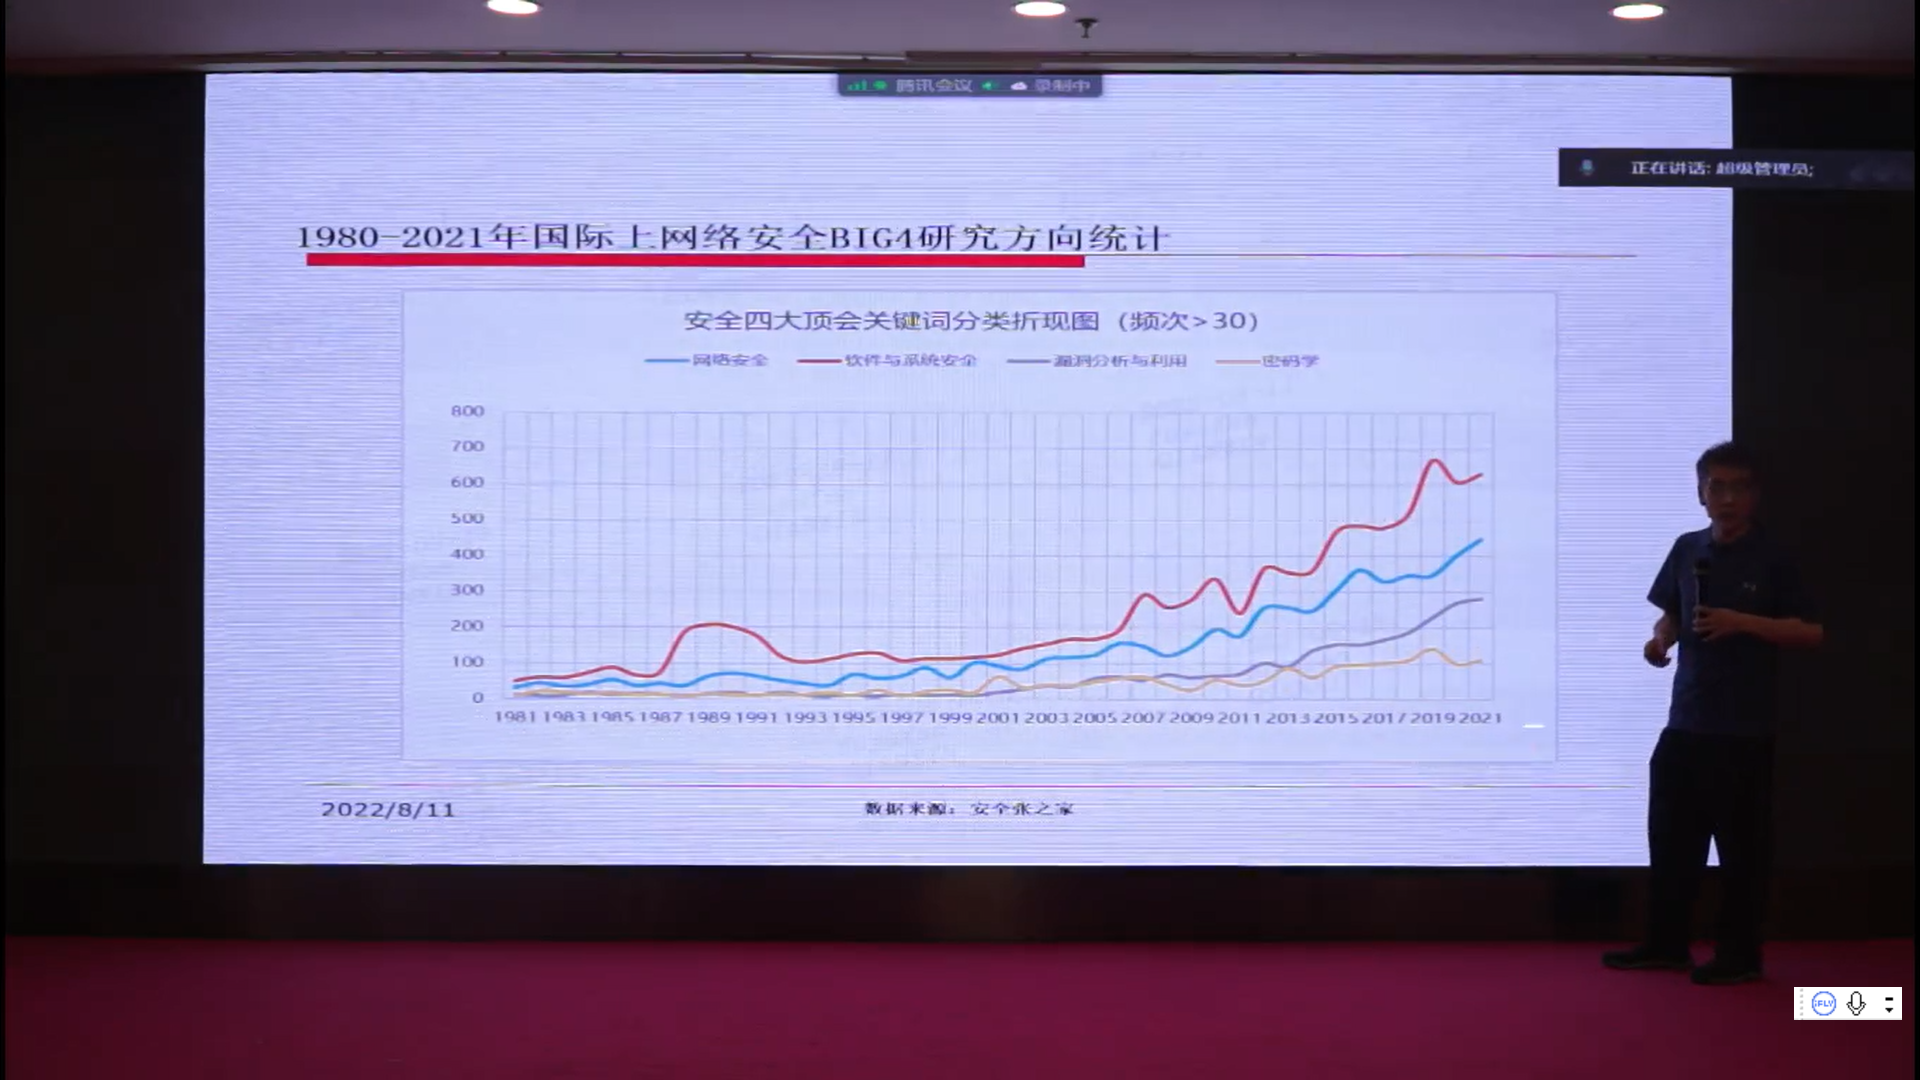 腾讯会议 录制中
正在讲话: 超级管理员;
1980-2021年国际上网络安全BIG4研究方向统计
安全四大顶会关键词分类折现图（频次>30）
网络安全 软件与系统安全 漏洞分析与利用 密码学
800
700
600
500
400
300
200
100
0
1981 1983 1985 1987 1989 1991 1993 1995 1997 1999 2001 2003 2005 2007 2009 2011 2013 2015 2017 2019 2021
2022/8/11 数据来源：安全张之家
iFLY